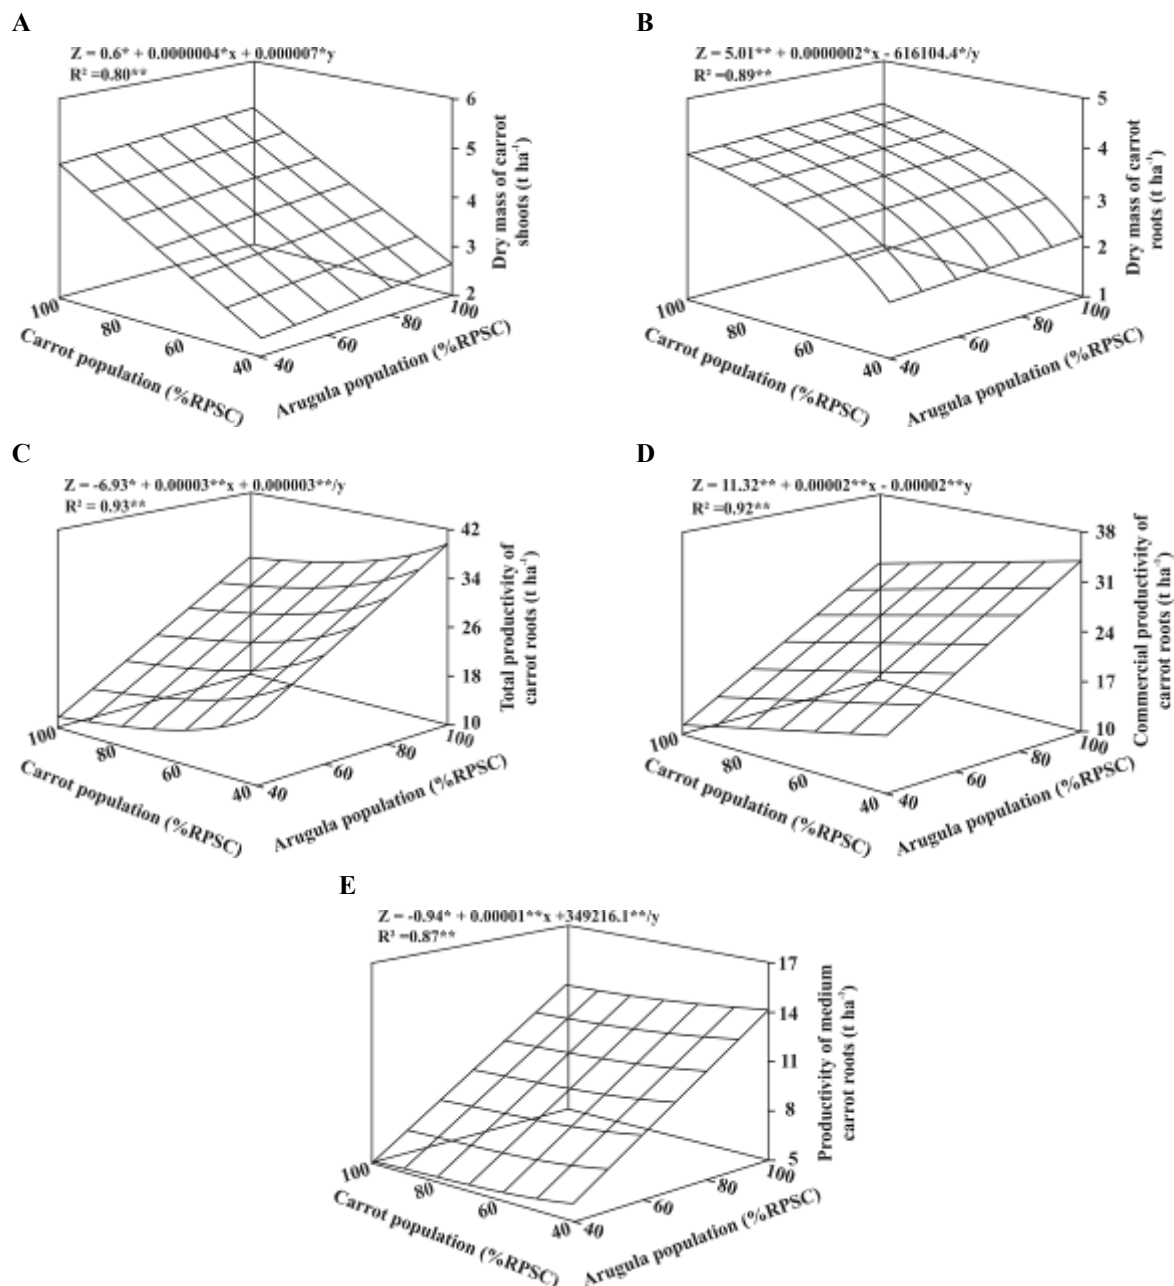 A
Z = 0.6* + 0.0000004*x + 0.000007*y
R² =0.80**
6
5
4
3
2
Dry mass of carrot
shoots (t ha⁻¹)
100
80
60
40
Carrot population (%RPSC)
40
60
80
100
Arugula population (%RPSC)
B
Z = 5.01** + 0.0000002*x - 616104.4*/y
R² =0.89**
5
4
3
2
1
Dry mass of carrot
roots (t ha⁻¹)
100
80
60
40
Carrot population (%RPSC)
40
60
80
100
Arugula population (%RPSC)
C
Z = -6.93* + 0.00003**x + 0.000003**/y
R² = 0.93**
42
34
26
18
10
Total productivity of
carrot roots (t ha⁻¹)
100
80
60
40
Carrot population (%RPSC)
40
60
80
100
Arugula population (%RPSC)
D
Z = 11.32** + 0.00002**x - 0.00002**y
R² =0.92**
38
31
24
17
10
Commercial productivity of
carrot roots (t ha⁻¹)
100
80
60
40
Carrot population (%RPSC)
40
60
80
100
Arugula population (%RPSC)
E
Z = -0.94* + 0.00001**x +349216.1**/y
R² =0.87**
17
14
11
8
5
Productivity of medium
carrot roots (t ha⁻¹)
100
80
60
40
Carrot population (%RPSC)
40
60
80
100
Arugula population (%RPSC)